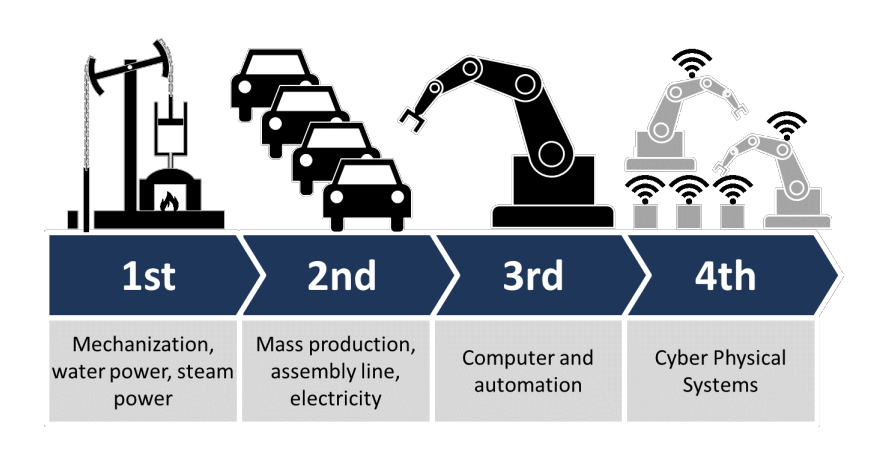 1st
2nd
3rd
4th
Mechanization,
water power, steam
power
Mass production,
assembly line,
electricity
Computer and
automation
Cyber Physical
Systems